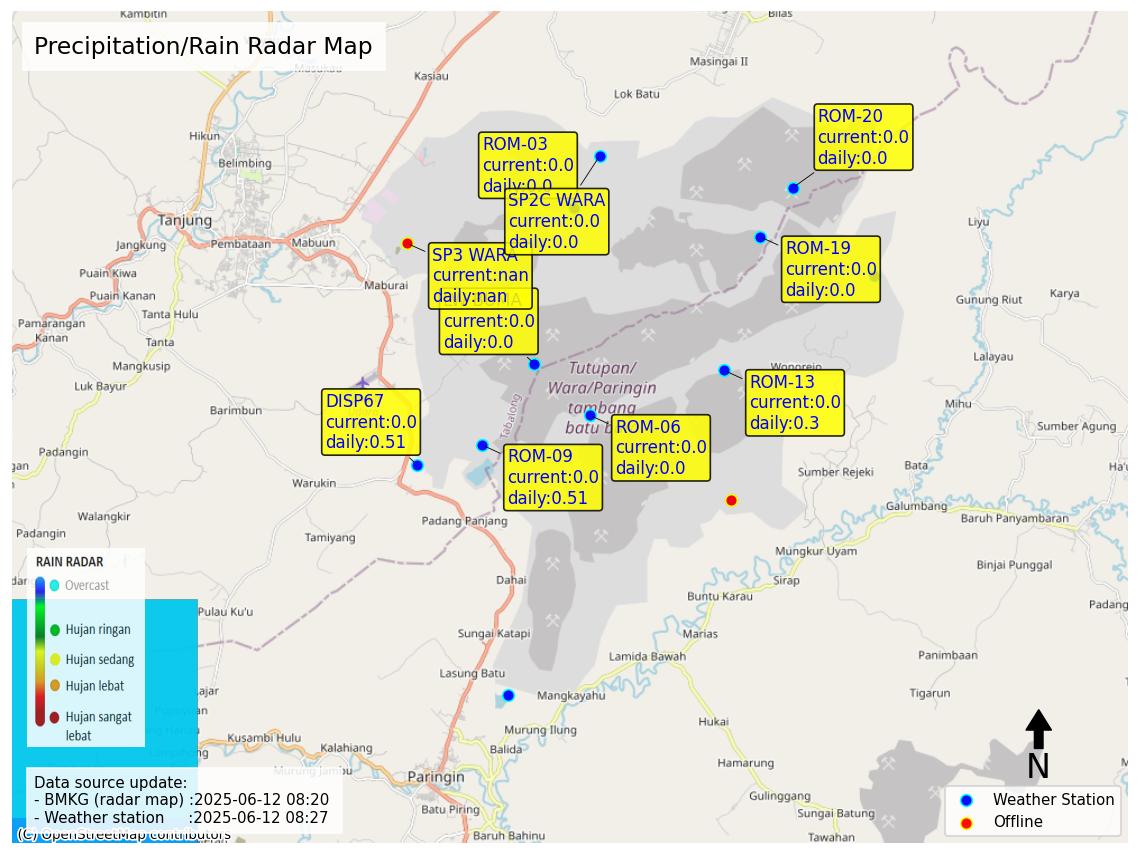 Kambitin
Bilas
Precipitation/Rain Radar Map
Masukau
Kasiau
Masingai II
Lok Batu
Hikun
Belimbing
ROM-03
current:0.0
daily:0.0
ROM-20
current:0.0
daily:0.0
SP2C WARA
current:0.0
daily:0.0
Tanjung
Jangkung
Pembataan
Mabuun
Liyu
SP3 WARA
current:nan
daily:nan
ROM-19
current:0.0
daily:0.0
Puain Kiwa
Maburai
Puain Kanan
Gunung Riut
Karya
Tanta Hulu
current:0.0
daily:0.0
Pamarangan
Kanan
Tanta
Mangkusip
Lalayau
Luk Bayur
Tutupan/
Wara/Paringin
tambang
batu b
Wonorejo
ROM-13
current:0.0
daily:0.3
DISP67
current:0.0
daily:0.51
Barimbun
Tabalong
Mihu
ROM-06
current:0.0
daily:0.0
Sumber Agung
Padangin
ROM-09
current:0.0
daily:0.51
Sumber Rejeki
Bata
Batu
Warukin
Galumbang
Walangkir
Padang Panjang
Baruh Panyambaran
Padangin
Tamiyang
Mungkur Uyam
Binjai Punggal
RAIN RADAR
Overcast
Hujan ringan
Hujan sedang
Hujan lebat
Hujan sangat
lebat
Dahai
Sirap
Buntu Karau
Padang
Pulau Ku'u
Sungai Katapi
Marias
Lamida Bawah
Panimbaan
Lasung Batu
Mangkayahu
Tigarun
Murung Ilung
Hukai
Kusambi Hulu
Kalahiang
Balida
Hamarung
Murung Jambu
Paringin
Gulinggang
Batu Piring
Sungai Batung
Baruh Bahinu
Tawahan
N
Data source update:
- BMKG (radar map) :2025-06-12 08:20
- Weather station :2025-06-12 08:27
(C) OpenStreetMap contributors
Weather Station
Offline